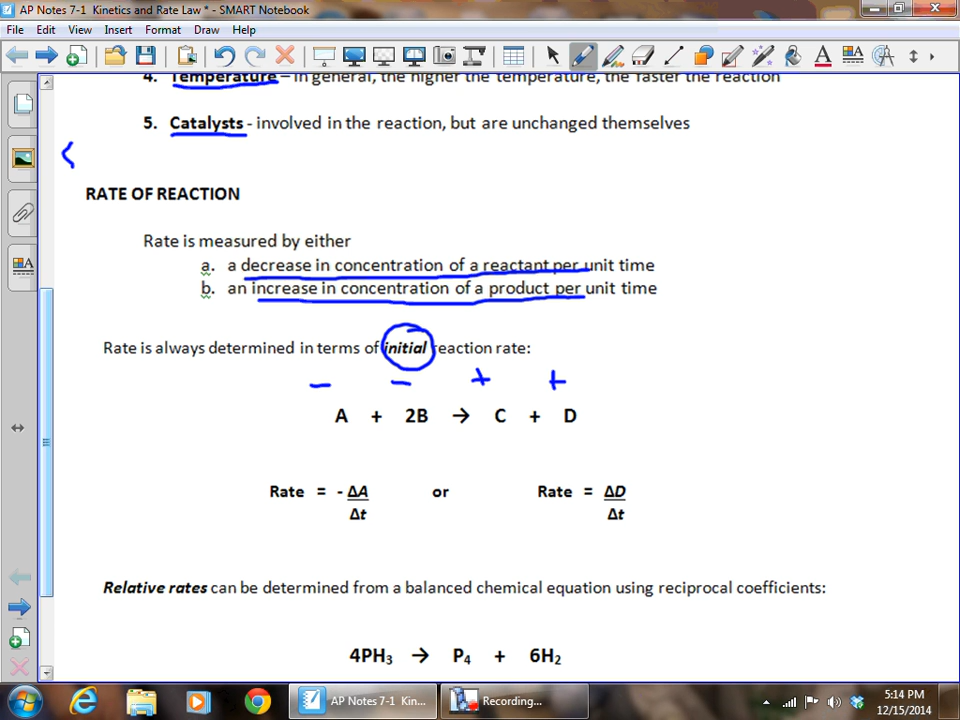 AP Notes 7-1 Kinetics and Rate Law * - SMART Notebook
File Edit View Insert Format Draw Help
4. Temperature – in general, the higher the temperature, the faster the reaction
5. Catalysts - involved in the reaction, but are unchanged themselves
RATE OF REACTION
Rate is measured by either
a. a decrease in concentration of a reactant per unit time
b. an increase in concentration of a product per unit time
Rate is always determined in terms of initial reaction rate:
− − + +
A + 2B → C + D
Rate = - ΔA or Rate = ΔD
Δt Δt
Relative rates can be determined from a balanced chemical equation using reciprocal coefficients:
4PH₃ → P₄ + 6H₂
AP Notes 7-1 Kin... Recording...
5:14 PM
12/15/2014